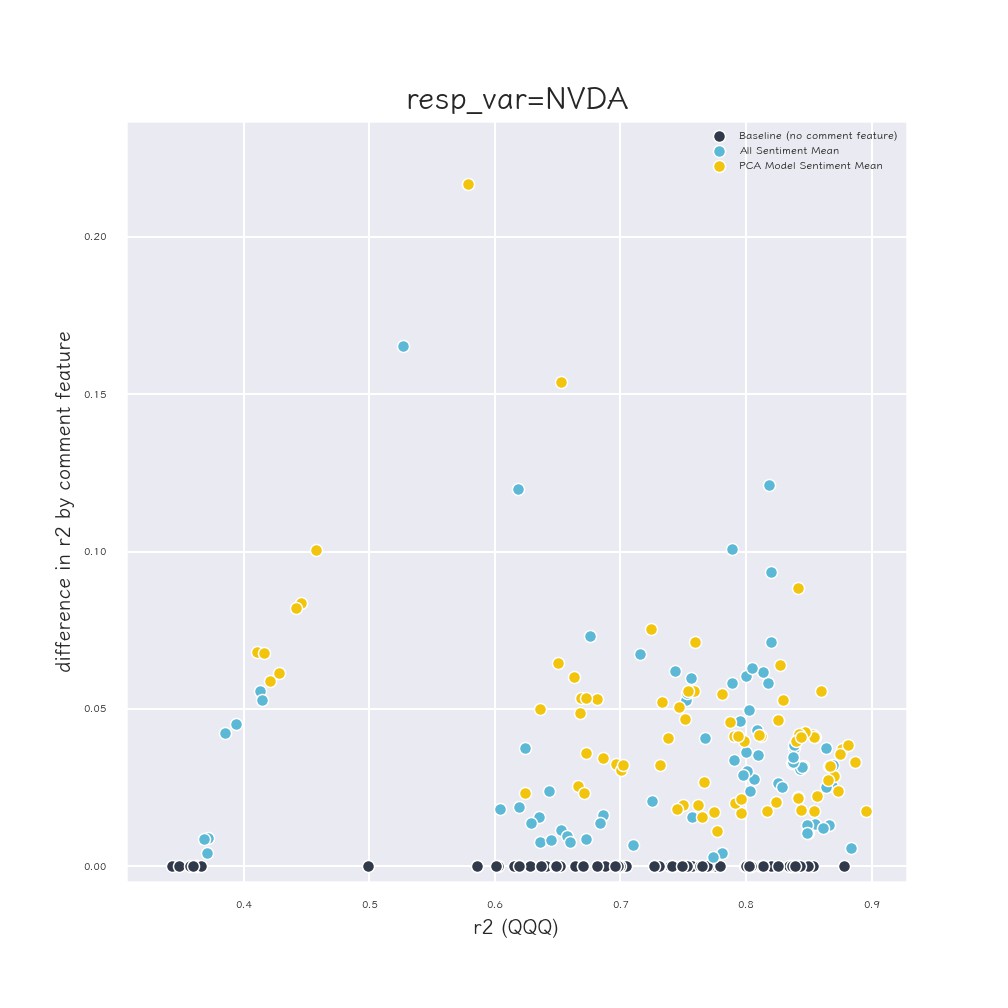 resp_var=NVDA
Baseline (no comment feature)
All Sentiment Mean
PCA Model Sentiment Mean
difference in r2 by comment feature
0.20
0.15
0.10
0.05
0.00
0.4 0.5 0.6 0.7 0.8 0.9
r2 (QQQ)